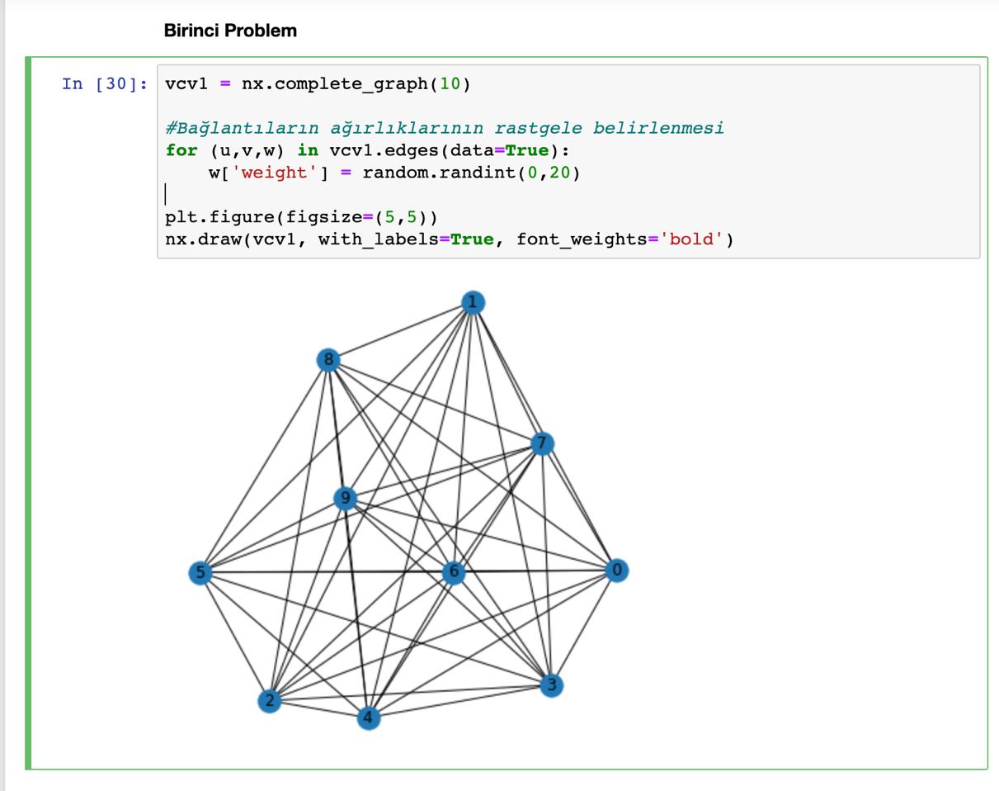 Birinci Problem
In [30]: vcv1 = nx.complete_graph(10)
#Bağlantıların ağırlıklarının rastgele belirlenmesi
for (u,v,w) in vcv1.edges(data=True):
    w['weight'] = random.randint(0,20)
plt.figure(figsize=(5,5))
nx.draw(vcv1, with_labels=True, font_weights='bold')
1
8
7
9
5
6
0
3
2
4